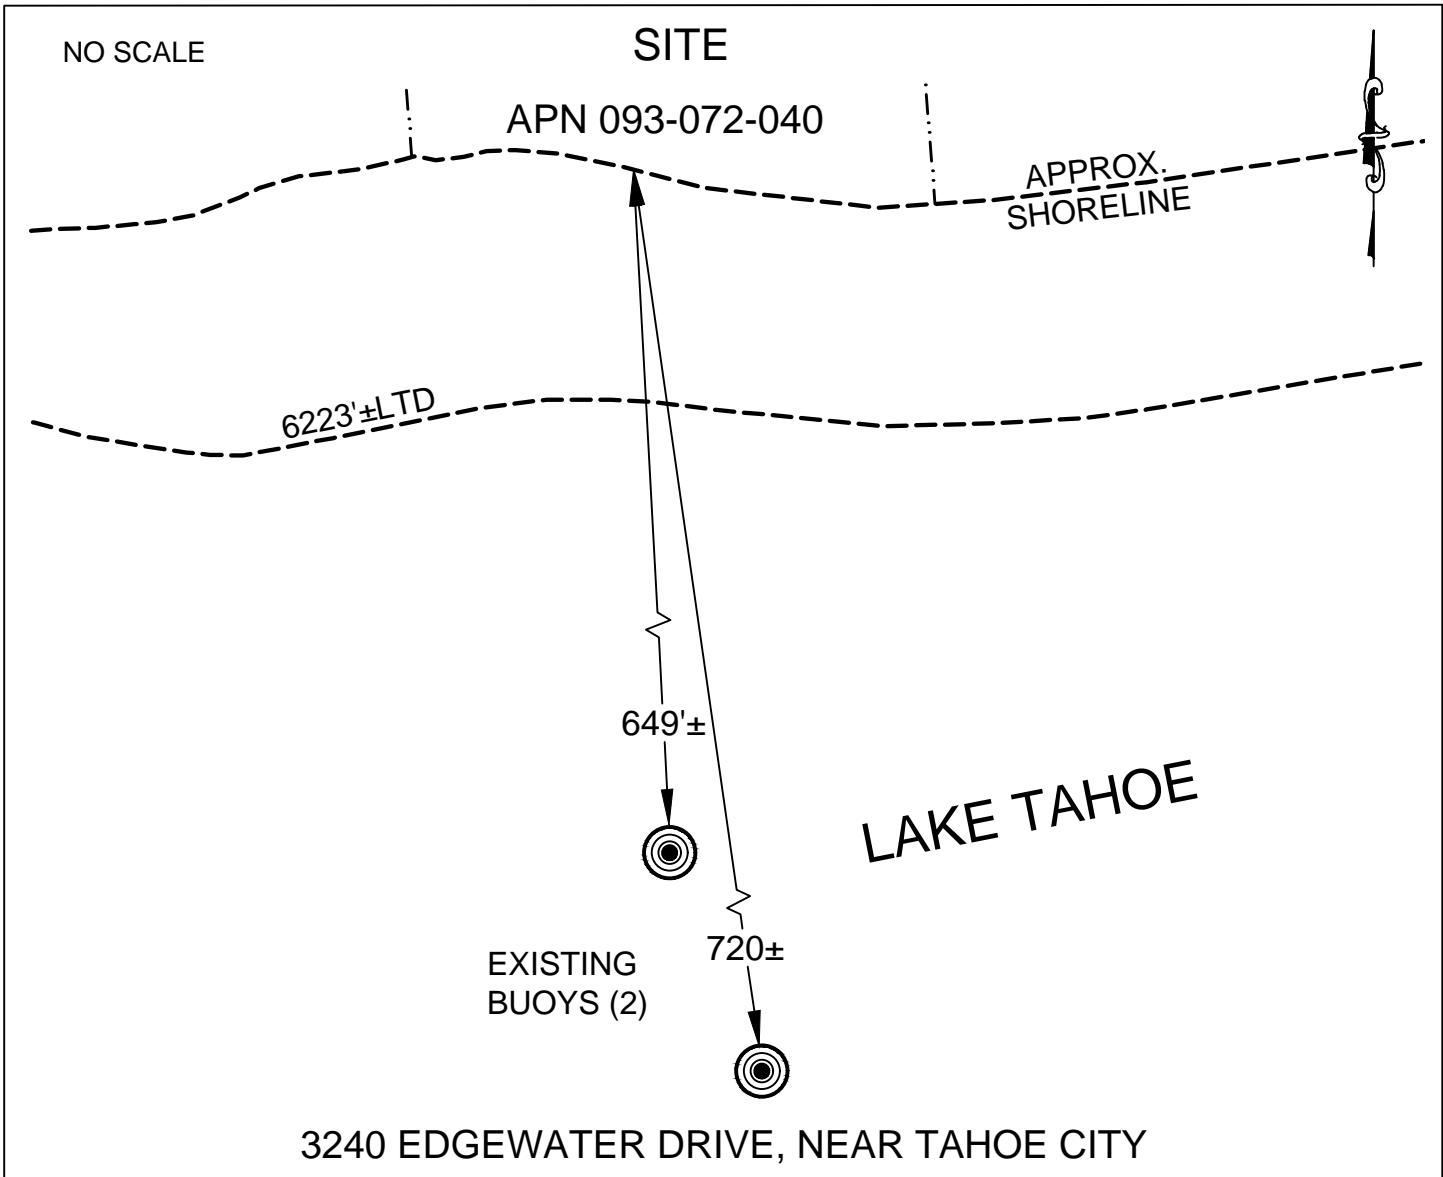 NO SCALE
SITE
APN 093-072-040
APPROX.
SHORELINE
6223'±LTD
649'±
LAKE TAHOE
720±
EXISTING
BUOYS (2)
3240 EDGEWATER DRIVE, NEAR TAHOE CITY